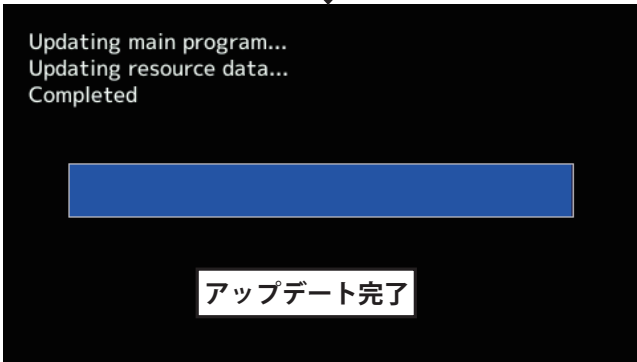 Updating main program...
Updating resource data...
Completed
アップデート完了